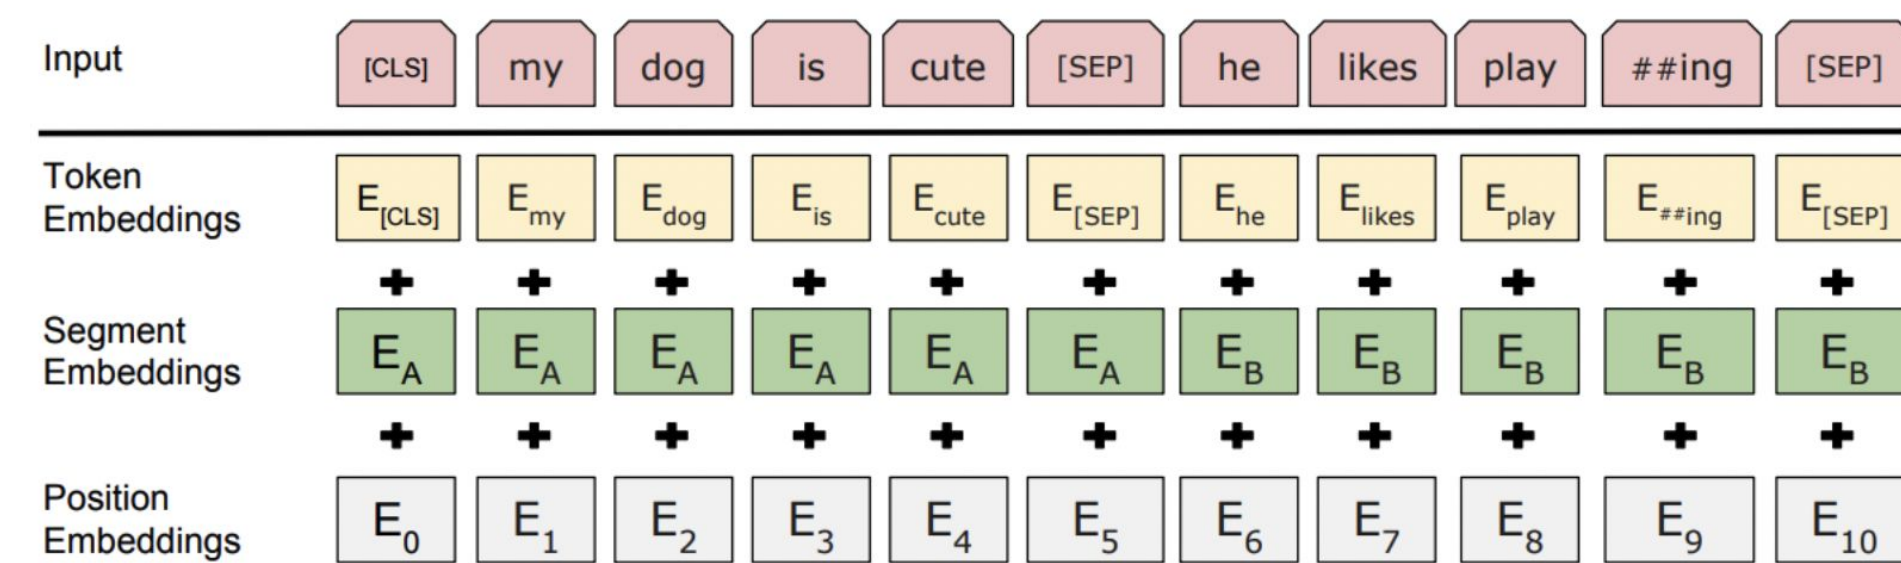 Input [CLS] my dog is cute [SEP] he likes play ##ing [SEP]
Token Embeddings E[CLS] Emy Edog Eis Ecute E[SEP] Ehe Elikes Eplay E##ing E[SEP]
+ + + + + + + + + + +
Segment Embeddings EA EA EA EA EA EA EB EB EB EB EB
+ + + + + + + + + + +
Position Embeddings E0 E1 E2 E3 E4 E5 E6 E7 E8 E9 E10